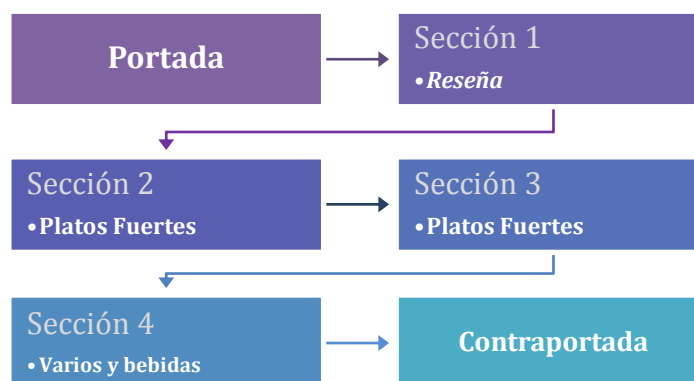 Portada
Sección 1
•Reseña
Sección 2
•Platos Fuertes
Sección 3
•Platos Fuertes
Sección 4
•Varios y bebidas
Contraportada